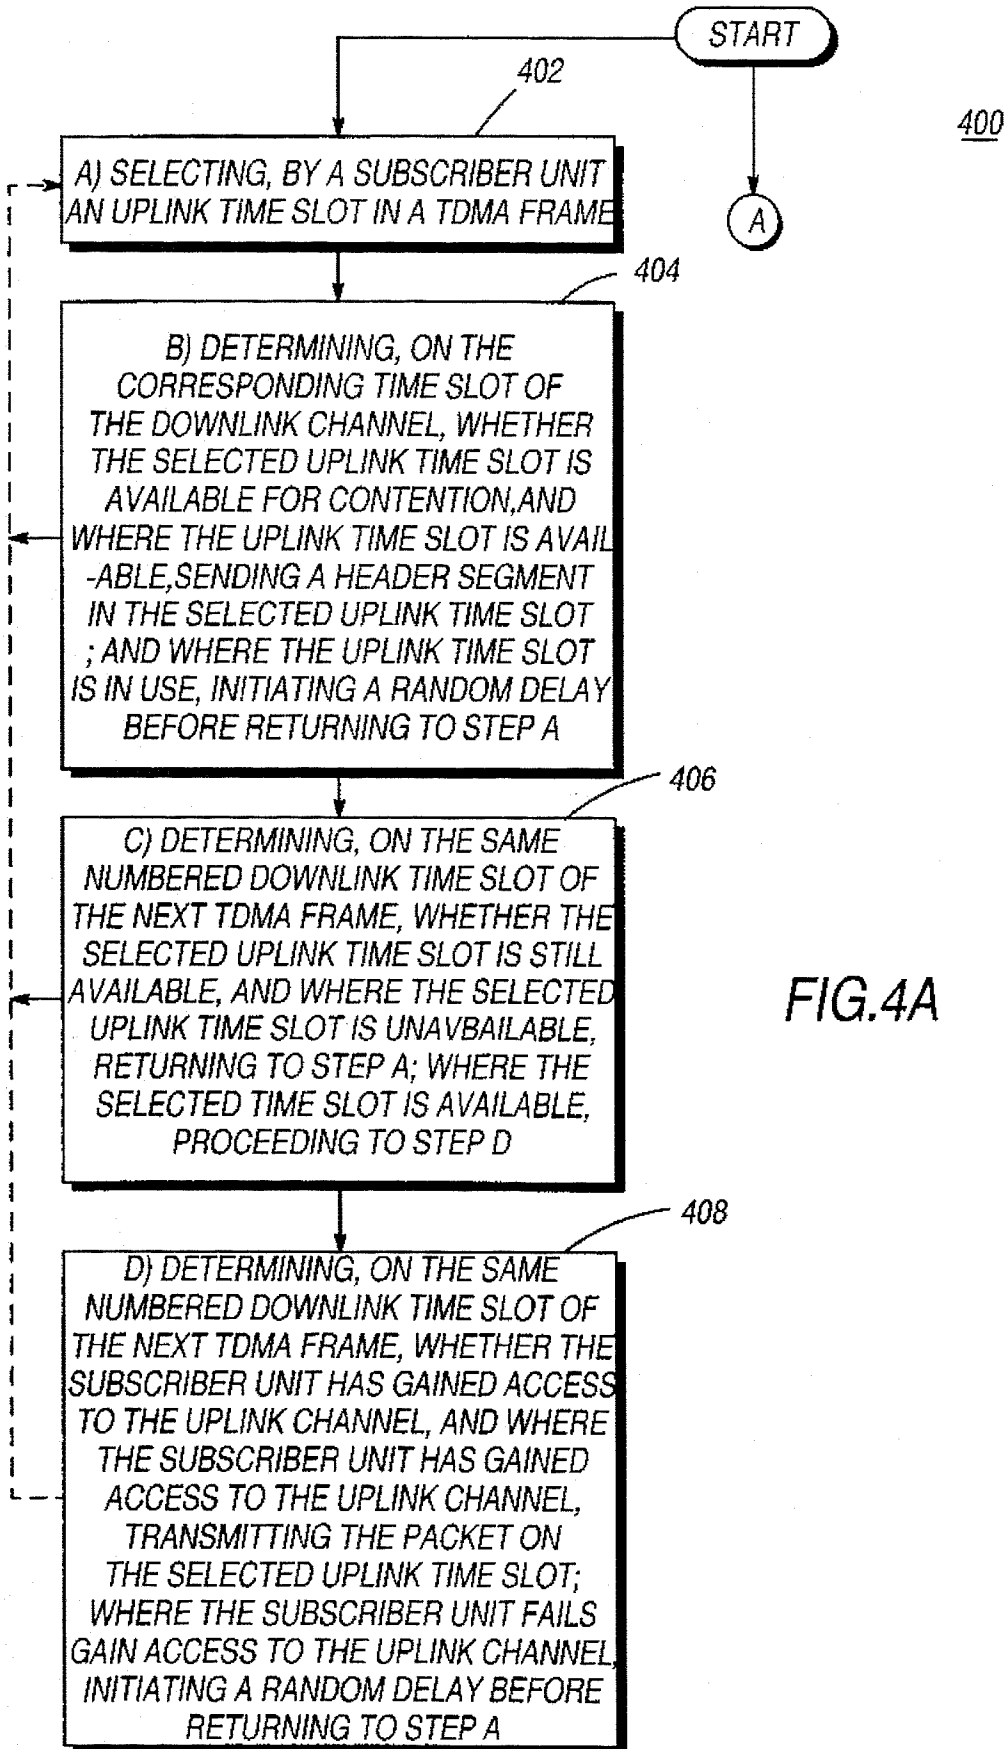 START
402
400
A) SELECTING, BY A SUBSCRIBER UNIT
AN UPLINK TIME SLOT IN A TDMA FRAME
A
404
B) DETERMINING, ON THE
CORRESPONDING TIME SLOT OF
THE DOWNLINK CHANNEL, WHETHER
THE SELECTED UPLINK TIME SLOT IS
AVAILABLE FOR CONTENTION,AND
WHERE THE UPLINK TIME SLOT IS AVAIL
-ABLE,SENDING A HEADER SEGMENT
IN THE SELECTED UPLINK TIME SLOT
; AND WHERE THE UPLINK TIME SLOT
IS IN USE, INITIATING A RANDOM DELAY
BEFORE RETURNING TO STEP A
406
C) DETERMINING, ON THE SAME
NUMBERED DOWNLINK TIME SLOT OF
THE NEXT TDMA FRAME, WHETHER THE
SELECTED UPLINK TIME SLOT IS STILL
AVAILABLE, AND WHERE THE SELECTED
UPLINK TIME SLOT IS UNAVBAILABLE,
RETURNING TO STEP A; WHERE THE
SELECTED TIME SLOT IS AVAILABLE,
PROCEEDING TO STEP D
FIG.4A
408
D) DETERMINING, ON THE SAME
NUMBERED DOWNLINK TIME SLOT OF
THE NEXT TDMA FRAME, WHETHER THE
SUBSCRIBER UNIT HAS GAINED ACCESS
TO THE UPLINK CHANNEL, AND WHERE
THE SUBSCRIBER UNIT HAS GAINED
ACCESS TO THE UPLINK CHANNEL,
TRANSMITTING THE PACKET ON
THE SELECTED UPLINK TIME SLOT;
WHERE THE SUBSCRIBER UNIT FAILS
GAIN ACCESS TO THE UPLINK CHANNEL,
INITIATING A RANDOM DELAY BEFORE
RETURNING TO STEP A